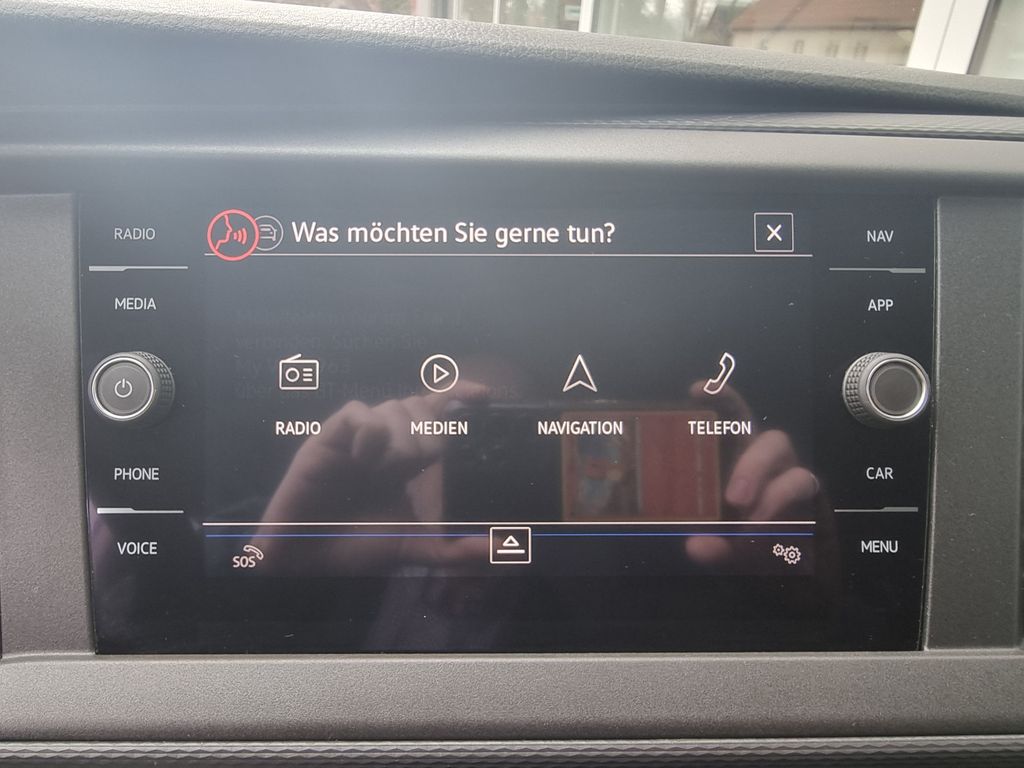 RADIO
MEDIA
PHONE
VOICE
Was möchten Sie gerne tun?
RADIO
MEDIEN
NAVIGATION
TELEFON
SOS
NAV
APP
CAR
MENU